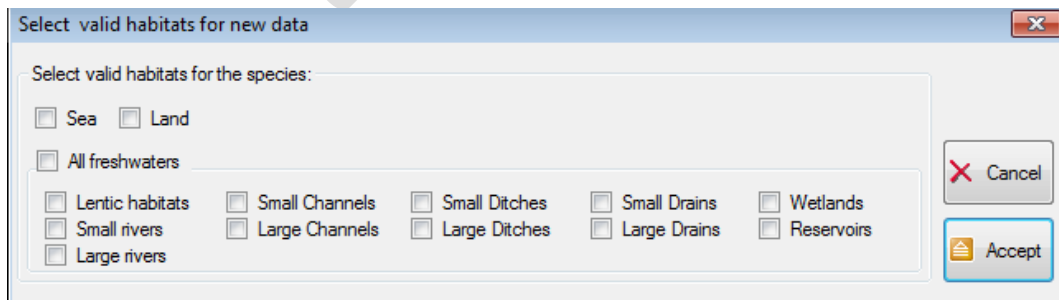 Select valid habitats for new data
Select valid habitats for the species:
Sea Land
All freshwaters
Lentic habitats Small Channels Small Ditches Small Drains Wetlands
Small rivers Large Channels Large Ditches Large Drains Reservoirs
Large rivers
Cancel
Accept